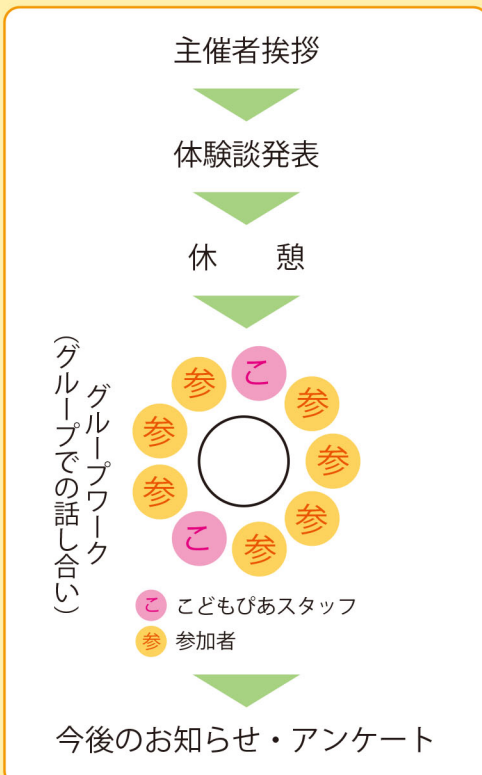 主催者挨拶
体験談発表
休　　憩
グループワーク
（グループでの話し合い）
こ
参
参
参
参
参
こ
参
参
参
こ こどもぴあスタッフ
参 参加者
今後のお知らせ・アンケート